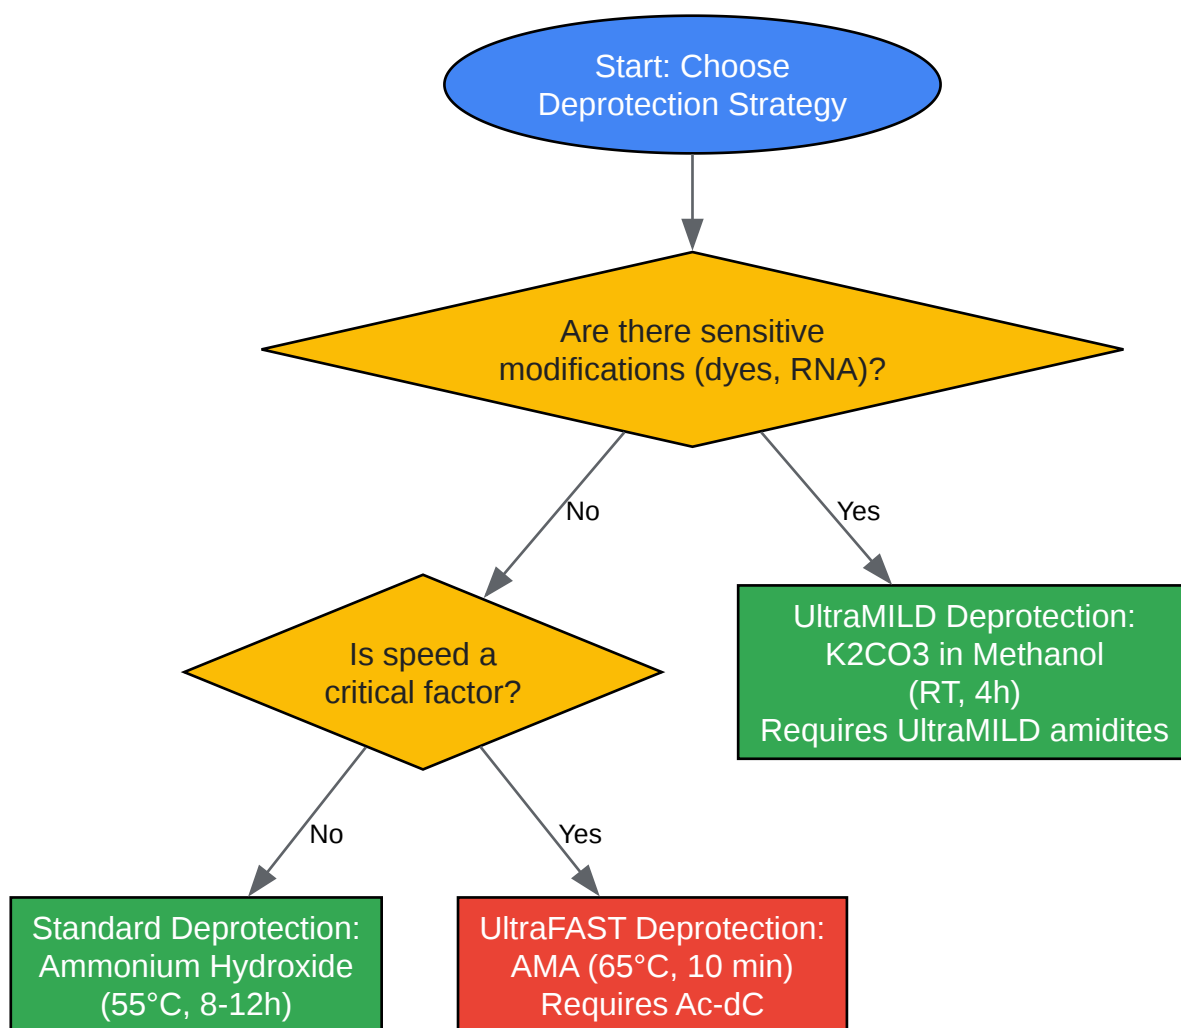 Start: Choose
Deprotection Strategy
Are there sensitive
modifications (dyes, RNA)?
No
Yes
Is speed a
critical factor?
UltraMILD Deprotection:
K2CO3 in Methanol
(RT, 4h)
Requires UltraMILD amidites
No
Yes
Standard Deprotection:
Ammonium Hydroxide
(55°C, 8-12h)
UltraFAST Deprotection:
AMA (65°C, 10 min)
Requires Ac-dC